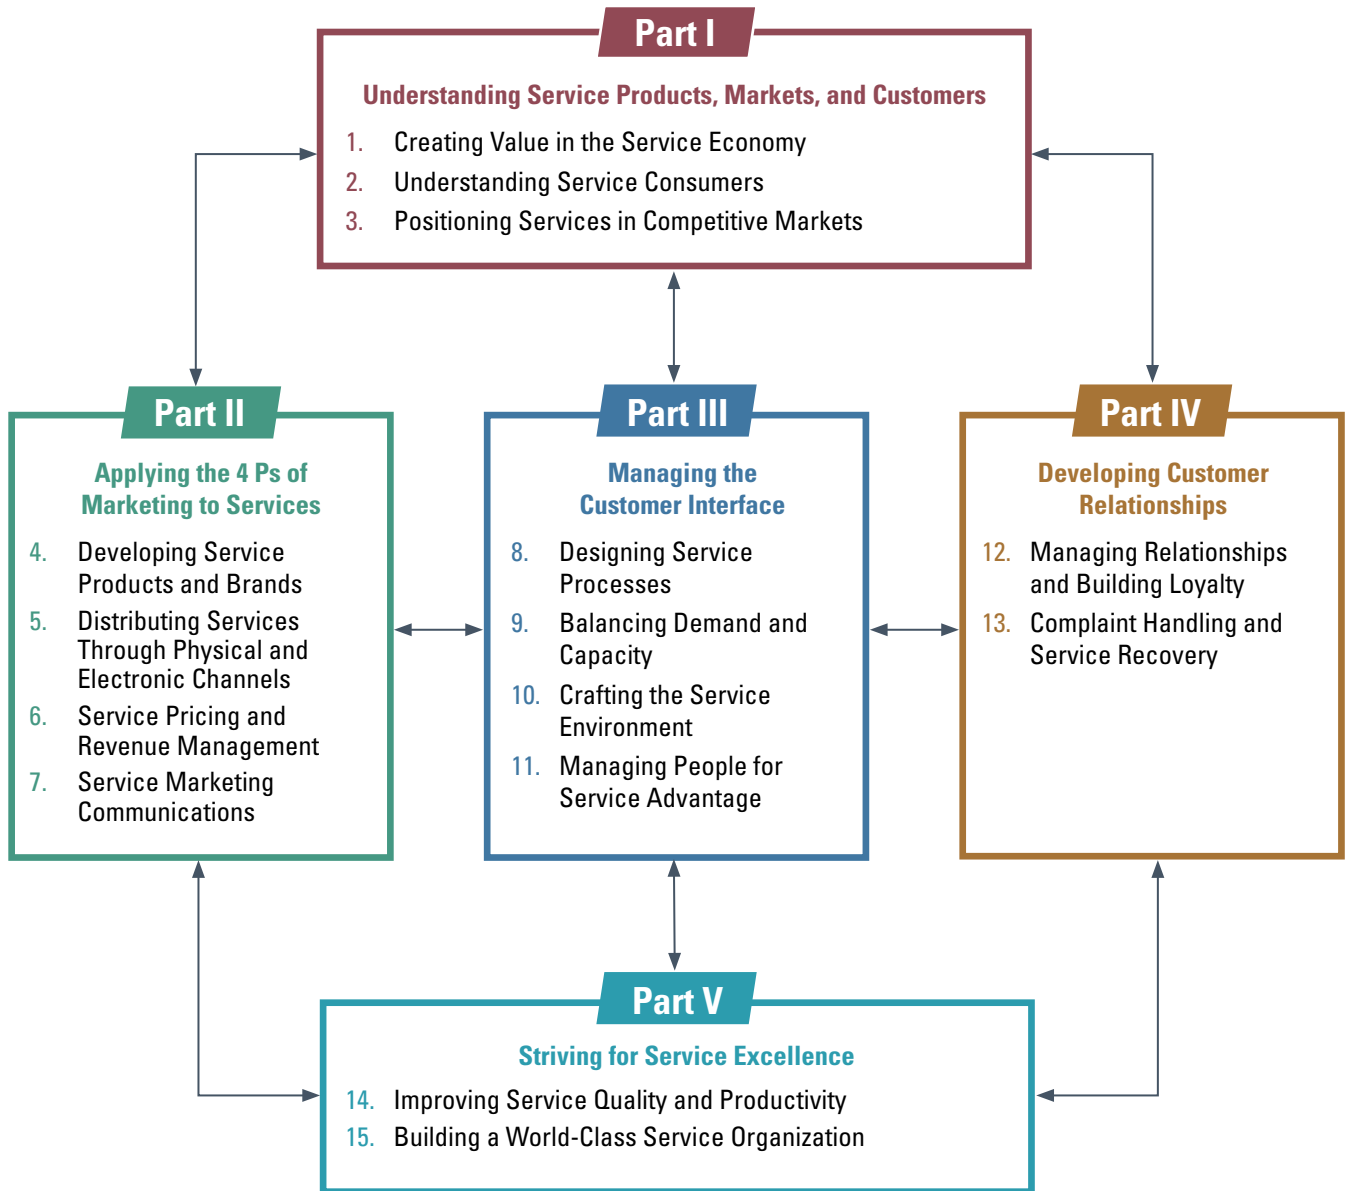 Part I
Understanding Service Products, Markets, and Customers
1. Creating Value in the Service Economy
2. Understanding Service Consumers
3. Positioning Services in Competitive Markets
Part II
Applying the 4 Ps of
Marketing to Services
4. Developing Service
Products and Brands
5. Distributing Services
Through Physical and
Electronic Channels
6. Service Pricing and
Revenue Management
7. Service Marketing
Communications
Part III
Managing the
Customer Interface
8. Designing Service
Processes
9. Balancing Demand and
Capacity
10. Crafting the Service
Environment
11. Managing People for
Service Advantage
Part IV
Developing Customer
Relationships
12. Managing Relationships
and Building Loyalty
13. Complaint Handling and
Service Recovery
Part V
Striving for Service Excellence
14. Improving Service Quality and Productivity
15. Building a World-Class Service Organization